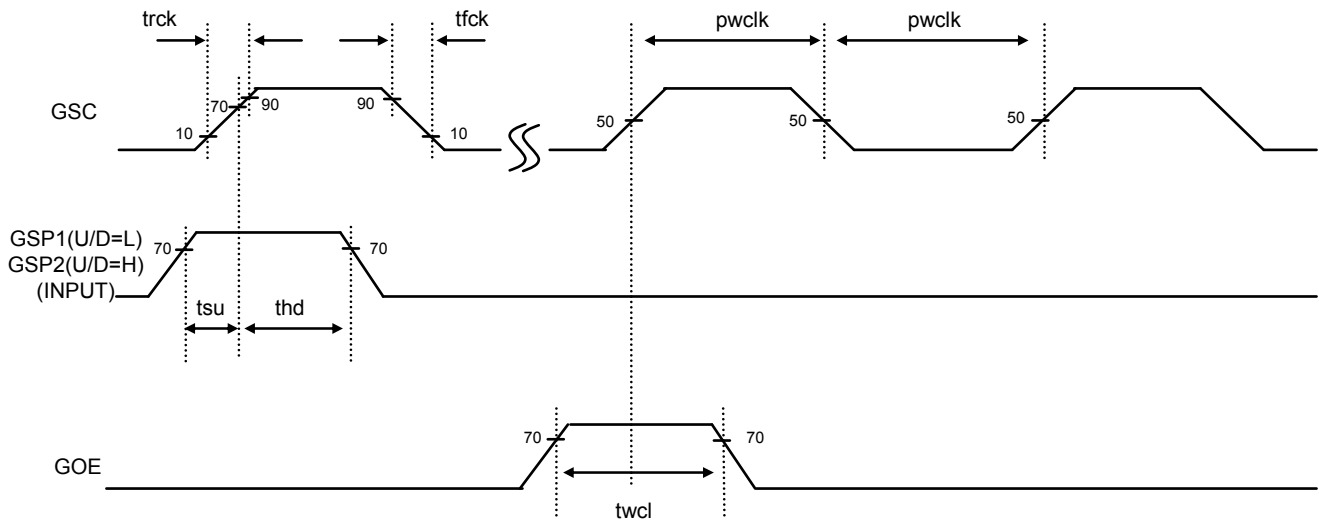 trck
tfck
pwclk
pwclk
GSC
10
70
90
90
10
50
50
50
GSP1(U/D=L)
GSP2(U/D=H)
(INPUT)
70
70
tsu
thd
GOE
70
70
twcl